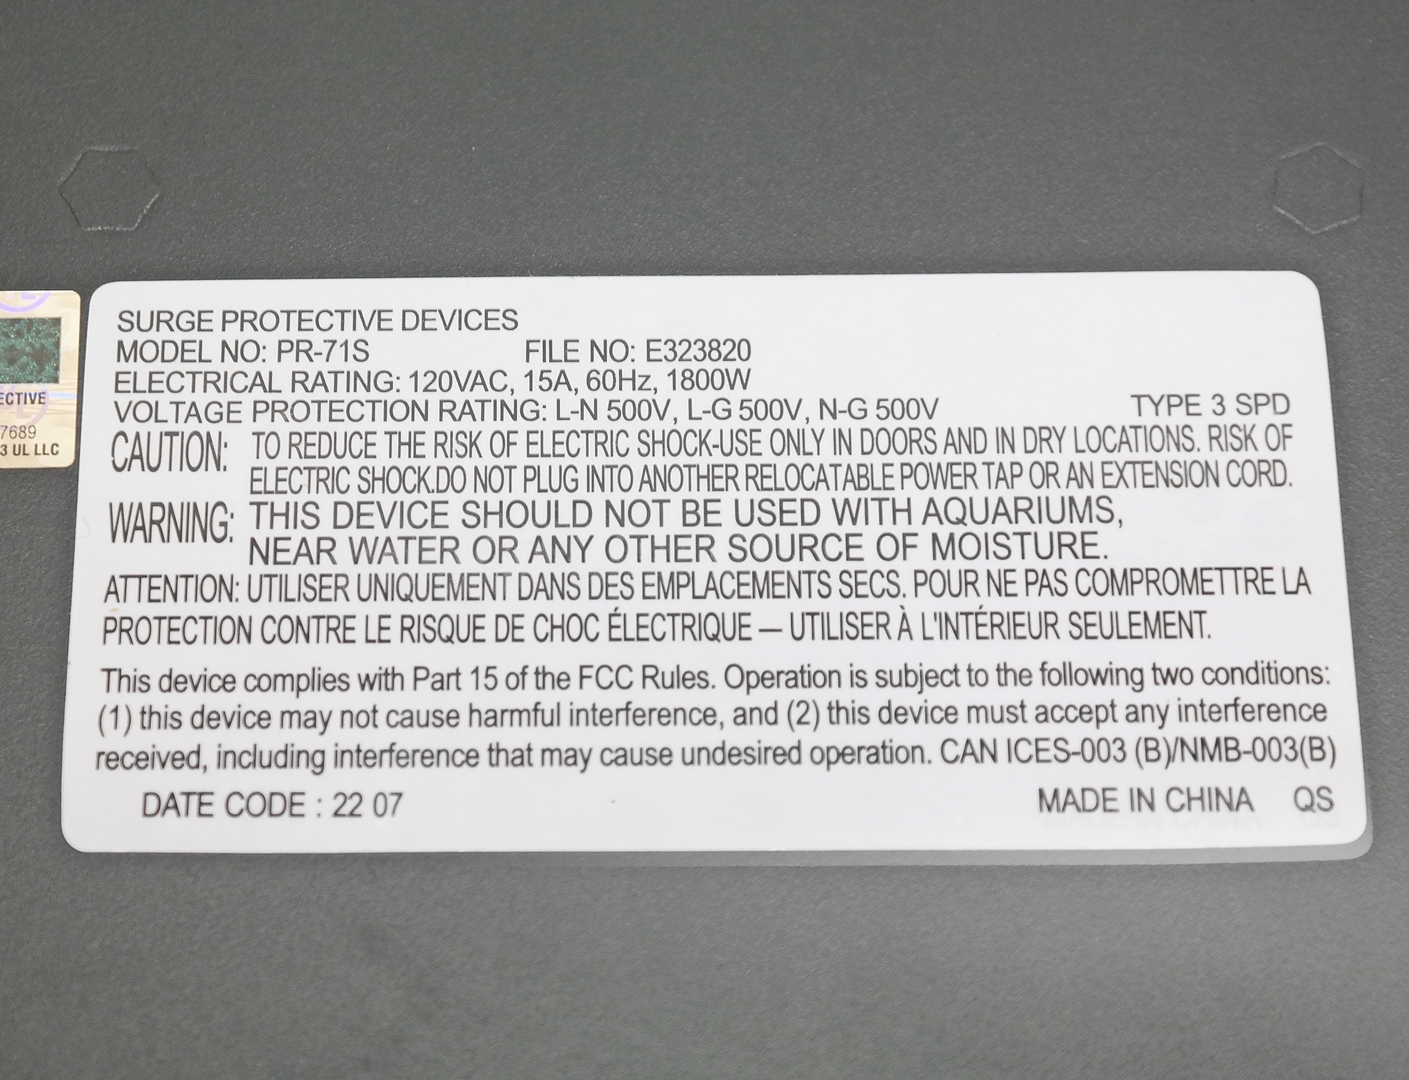 SURGE PROTECTIVE DEVICES
MODEL NO: PR-71S FILE NO: E323820
ELECTRICAL RATING: 120VAC, 15A, 60Hz, 1800W
VOLTAGE PROTECTION RATING: L-N 500V, L-G 500V, N-G 500V TYPE 3 SPD
CAUTION: TO REDUCE THE RISK OF ELECTRIC SHOCK-USE ONLY IN DOORS AND IN DRY LOCATIONS. RISK OF
ELECTRIC SHOCK.DO NOT PLUG INTO ANOTHER RELOCATABLE POWER TAP OR AN EXTENSION CORD.
WARNING: THIS DEVICE SHOULD NOT BE USED WITH AQUARIUMS,
NEAR WATER OR ANY OTHER SOURCE OF MOISTURE.
ATTENTION: UTILISER UNIQUEMENT DANS DES EMPLACEMENTS SECS. POUR NE PAS COMPROMETTRE LA
PROTECTION CONTRE LE RISQUE DE CHOC ÉLECTRIQUE — UTILISER À L'INTÉRIEUR SEULEMENT.
This device complies with Part 15 of the FCC Rules. Operation is subject to the following two conditions:
(1) this device may not cause harmful interference, and (2) this device must accept any interference
received, including interference that may cause undesired operation. CAN ICES-003 (B)/NMB-003(B)
DATE CODE : 22 07 MADE IN CHINA QS
ECTIVE
7689
3 UL LLC